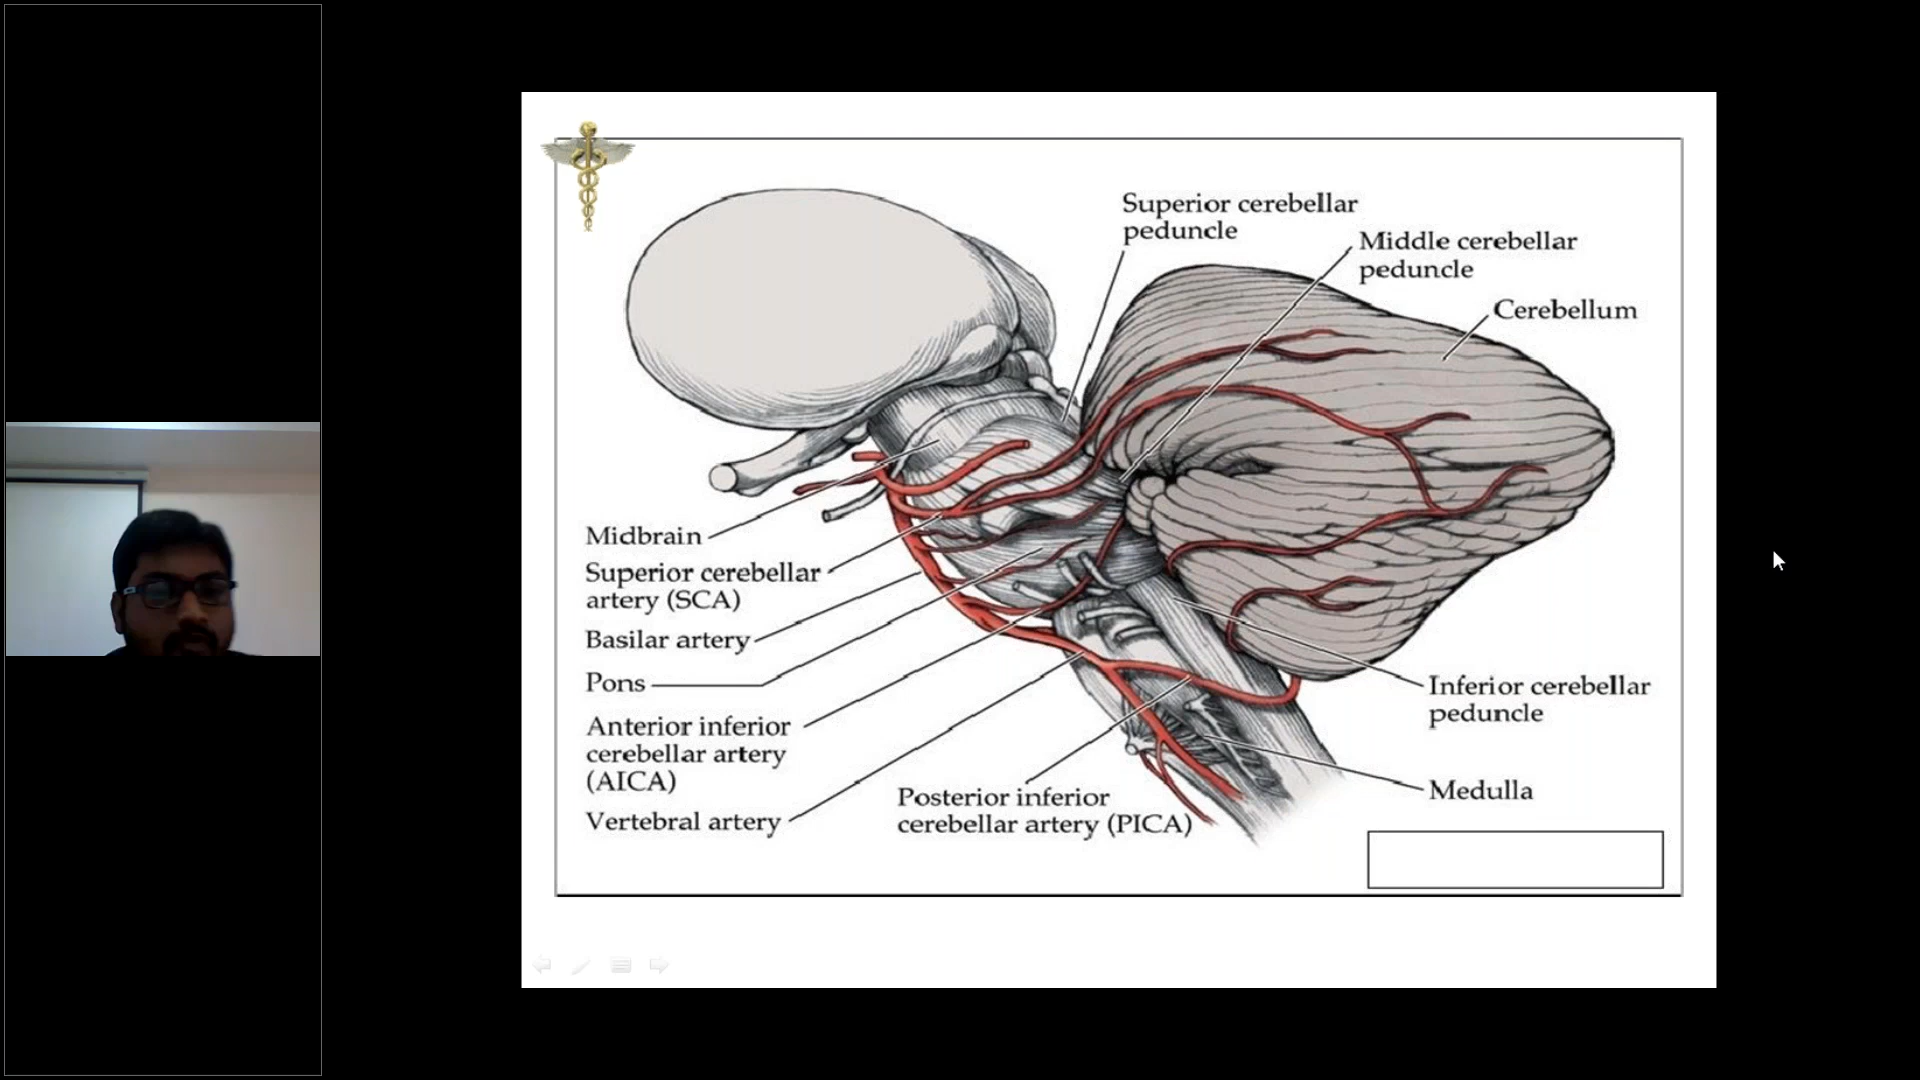 Superior cerebellar
peduncle
Middle cerebellar
peduncle
Cerebellum
Midbrain
Superior cerebellar
artery (SCA)
Basilar artery
Pons
Anterior inferior
cerebellar artery
(AICA)
Vertebral artery
Posterior inferior
cerebellar artery (PICA)
Inferior cerebellar
peduncle
Medulla